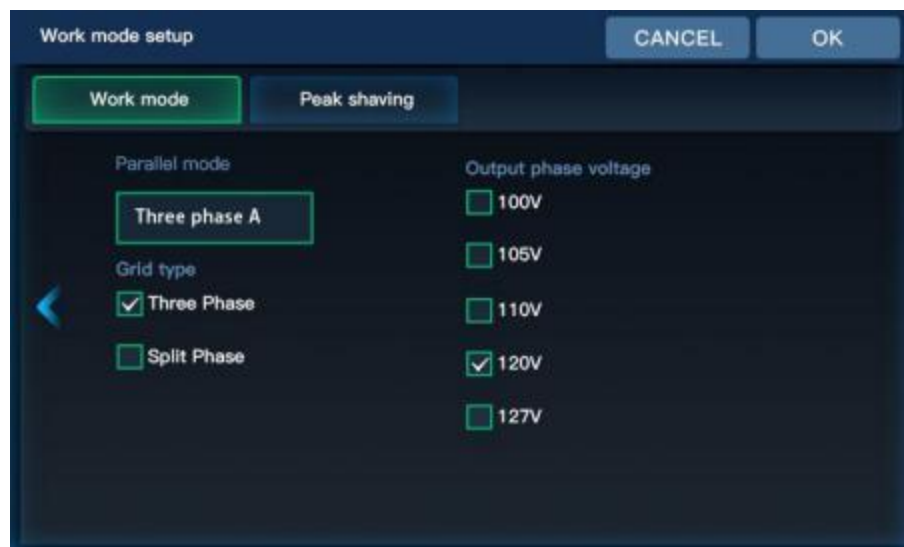 Work mode setup
CANCEL
OK
Work mode
Peak shaving
Parallel mode
Three phase A
Grid type
Three Phase
Split Phase
Output phase voltage
100V
105V
110V
120V
127V